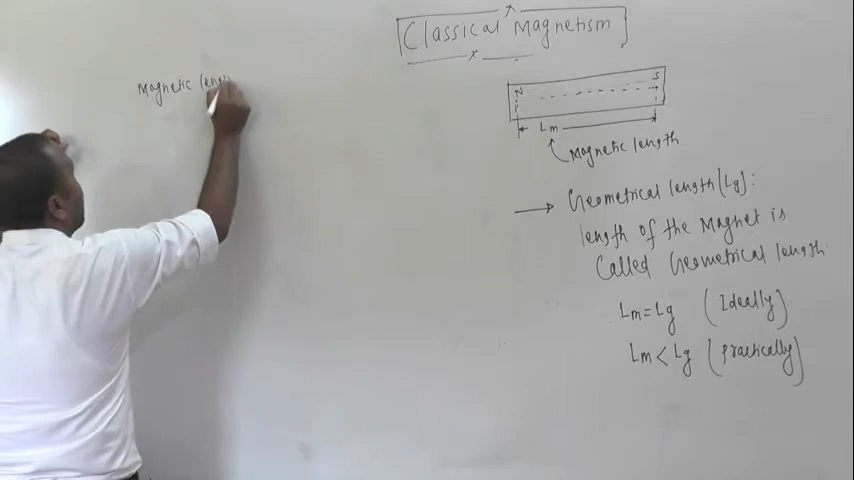 Classical Magnetism
Magnetic leng
N S
Lm
Magnetic length
Geometrical length (Lg):
length of the Magnet is
Called Geometrical length
Lm = Lg (Ideally)
Lm < Lg (Practically)